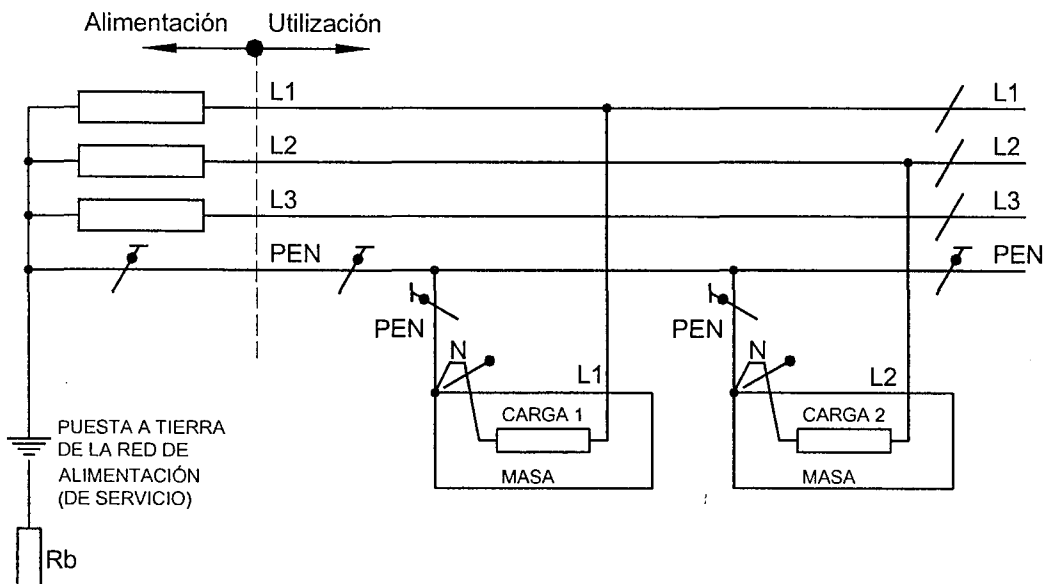 Alimentación Utilización
L1 L1
L2 L2
L3 L3
PEN PEN
PEN PEN
N N
L1 L2
CARGA 1 CARGA 2
MASA MASA
PUESTA A TIERRA
DE LA RED DE
ALIMENTACIÓN
(DE SERVICIO)
Rb